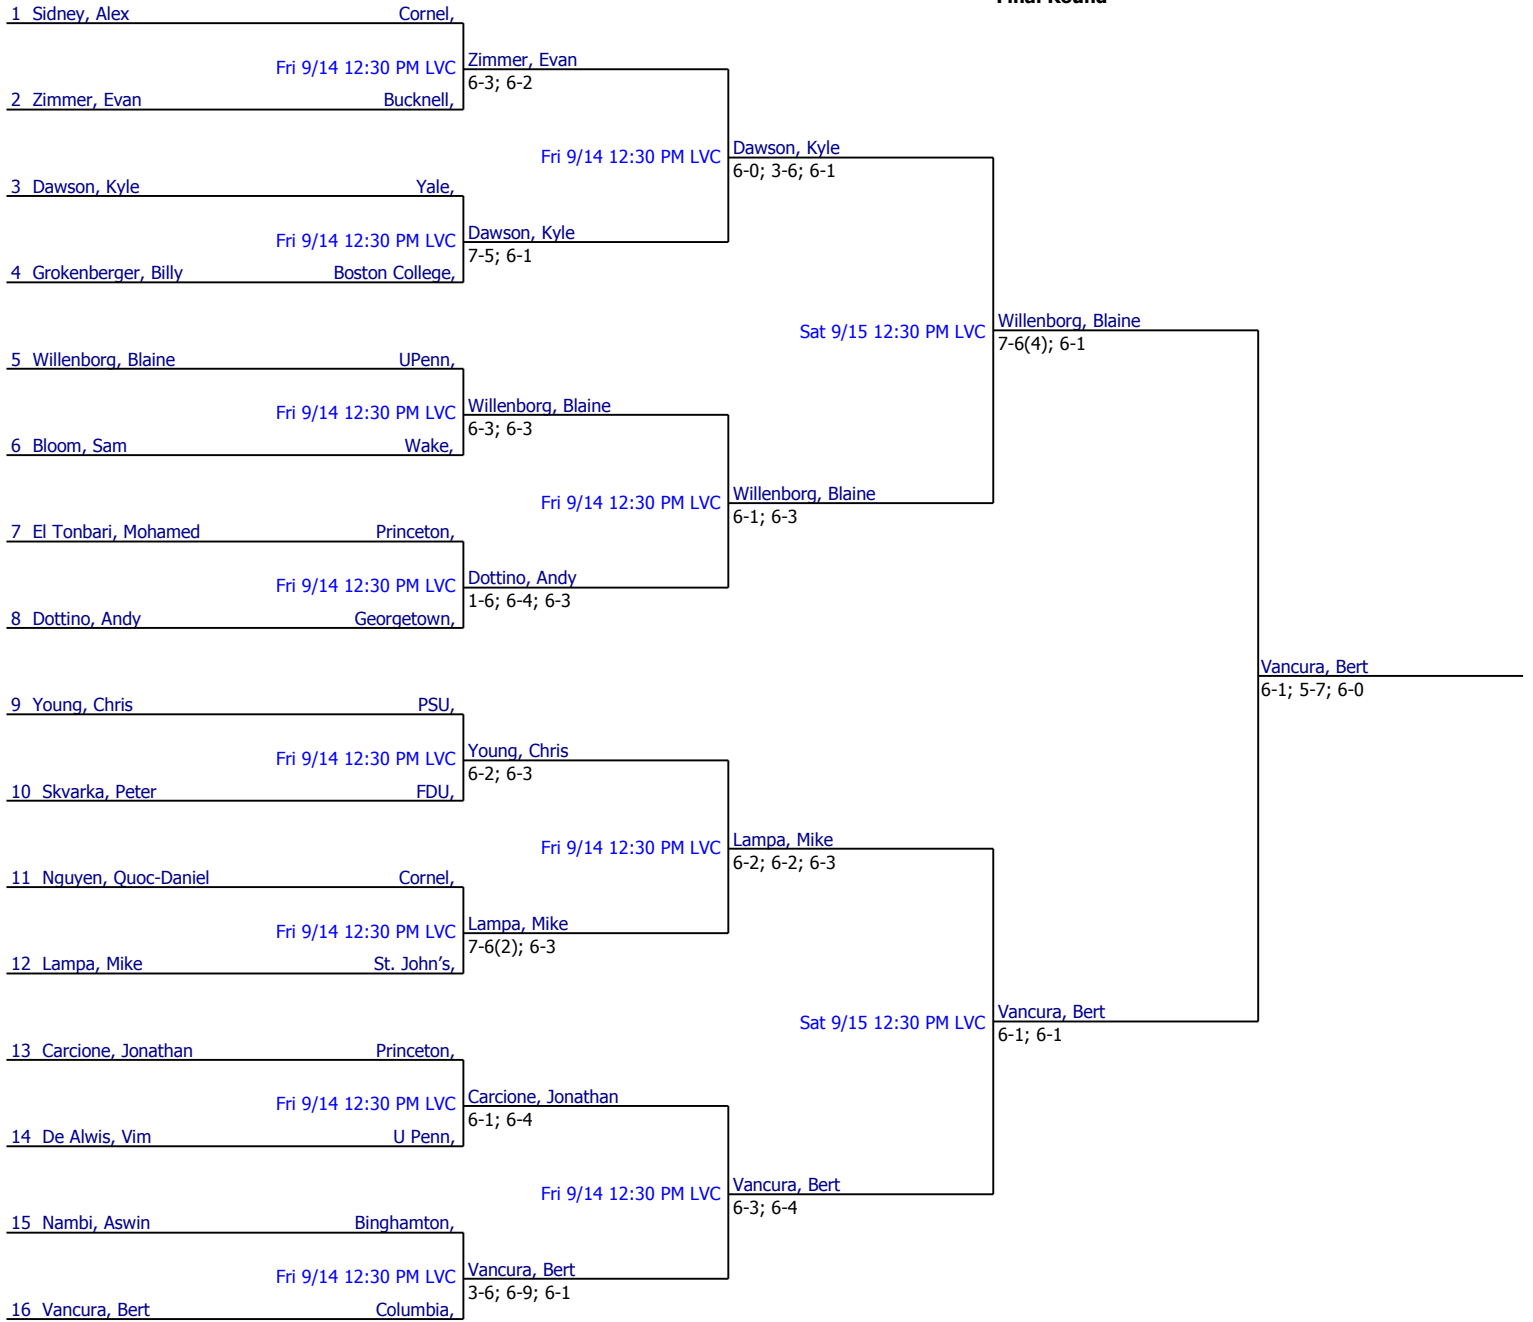 Final Round
1 Sidney, Alex Cornel,
Fri 9/14 12:30 PM LVC
2 Zimmer, Evan Bucknell,
3 Dawson, Kyle Yale,
Fri 9/14 12:30 PM LVC
4 Grokenberger, Billy Boston College,
5 Willenborg, Blaine UPenn,
Fri 9/14 12:30 PM LVC
6 Bloom, Sam Wake,
7 El Tonbari, Mohamed Princeton,
Fri 9/14 12:30 PM LVC
8 Dottino, Andy Georgetown,
9 Young, Chris PSU,
Fri 9/14 12:30 PM LVC
10 Skvarka, Peter FDU,
11 Nguyen, Quoc-Daniel Cornel,
Fri 9/14 12:30 PM LVC
12 Lampa, Mike St. John’s,
13 Carcione, Jonathan Princeton,
Fri 9/14 12:30 PM LVC
14 De Alwis, Vim U Penn,
15 Nambi, Aswin Binghamton,
Fri 9/14 12:30 PM LVC
16 Vancura, Bert Columbia,
Zimmer, Evan
6-3; 6-2
Fri 9/14 12:30 PM LVC
Dawson, Kyle
7-5; 6-1
Willenborg, Blaine
6-3; 6-3
Fri 9/14 12:30 PM LVC
Dottino, Andy
1-6; 6-4; 6-3
Young, Chris
6-2; 6-3
Fri 9/14 12:30 PM LVC
Lampa, Mike
7-6(2); 6-3
Carcione, Jonathan
6-1; 6-4
Fri 9/14 12:30 PM LVC
Vancura, Bert
3-6; 6-9; 6-1
Dawson, Kyle
6-0; 3-6; 6-1
Sat 9/15 12:30 PM LVC
Willenborg, Blaine
6-1; 6-3
Lampa, Mike
6-2; 6-2; 6-3
Sat 9/15 12:30 PM LVC
Vancura, Bert
6-3; 6-4
Willenborg, Blaine
7-6(4); 6-1
Vancura, Bert
6-1; 6-1
Vancura, Bert
6-1; 5-7; 6-0